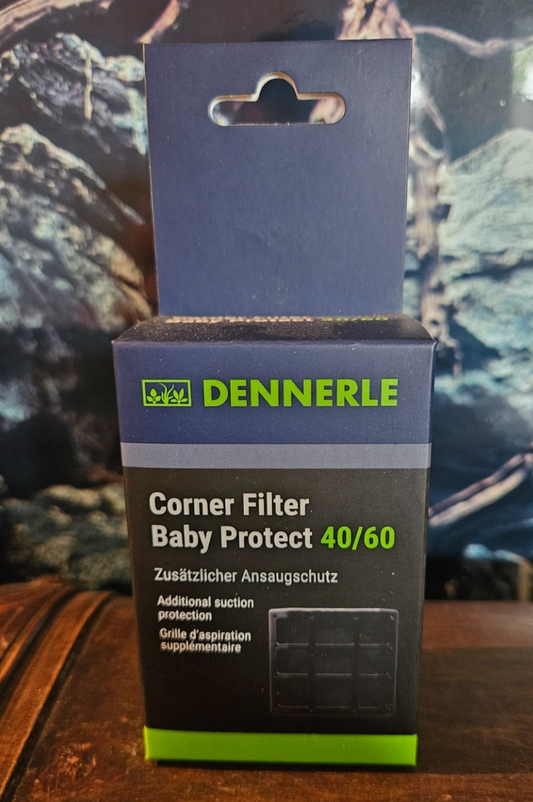 DENNERLE
Corner Filter
Baby Protect 40/60
Zusätzlicher Ansaugschutz
Additional suction
protection
Grille d'aspiration
supplémentaire